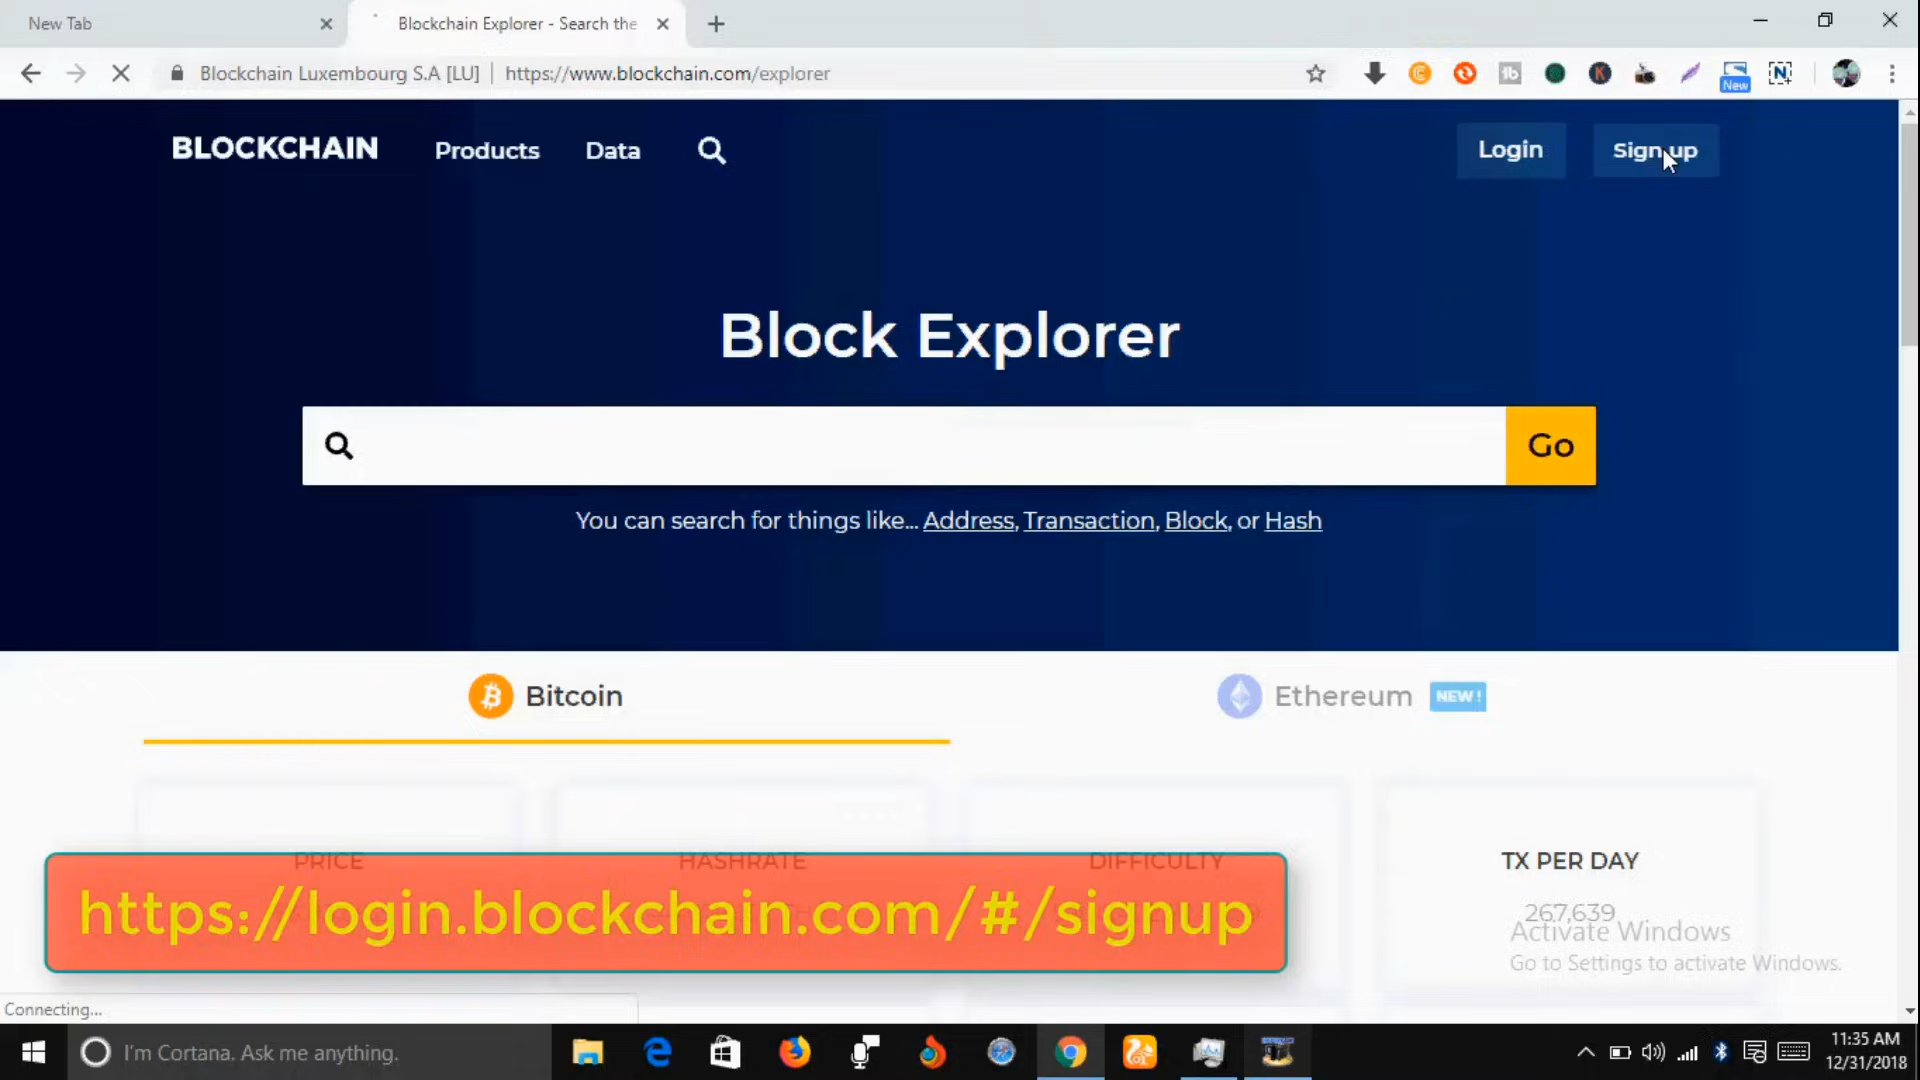 New Tab
Blockchain Explorer - Search the
Blockchain Luxembourg S.A [LU]
https://www.blockchain.com/explorer
New
BLOCKCHAIN
Products
Data
Login
Sign up
Block Explorer
Go
You can search for things like... Address, Transaction, Block, or Hash
Bitcoin
Ethereum
NEW !
PRICE
HASHRATE
DIFFICULTY
TX PER DAY
https://login.blockchain.com/#/signup
267,639
Activate Windows
Go to Settings to activate Windows.
Connecting...
I'm Cortana. Ask me anything.
11:35 AM
12/31/2018